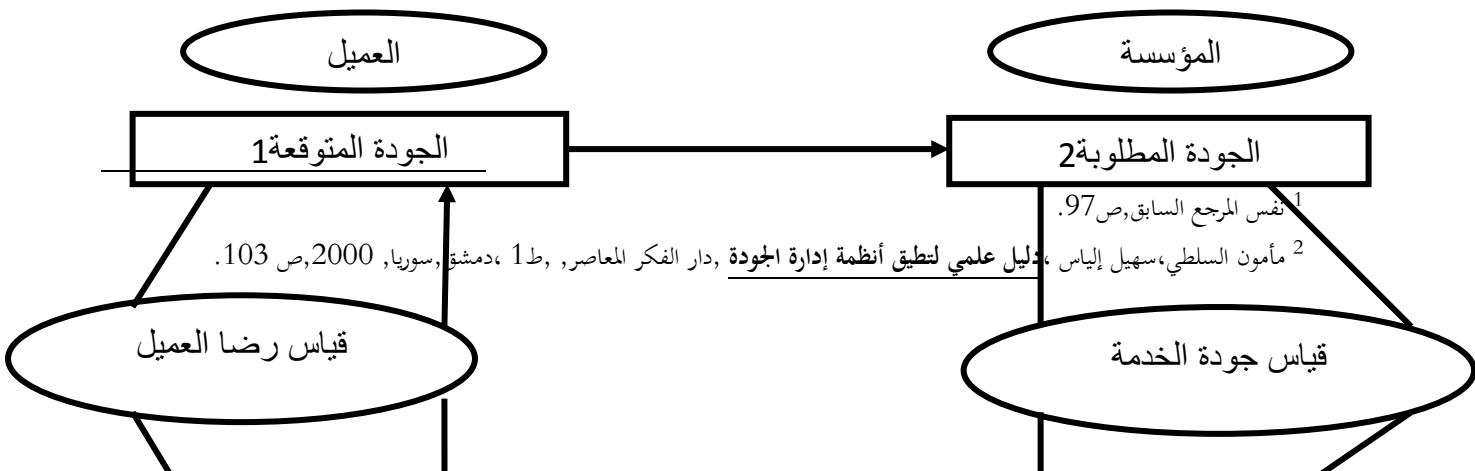 المؤسسة
العميل
الجودة المطلوبة2
الجودة المتوقعة1
1 نفس المرجع السابق,ص97.
2 مأمون السلطي،سهيل إلياس ،دليل علمي لتطيق أنظمة إدارة الجودة ,دار الفكر المعاصر, ,ط1 ،دمشق,سوريا, 2000,ص 103.
قياس جودة الخدمة
قياس رضا العميل